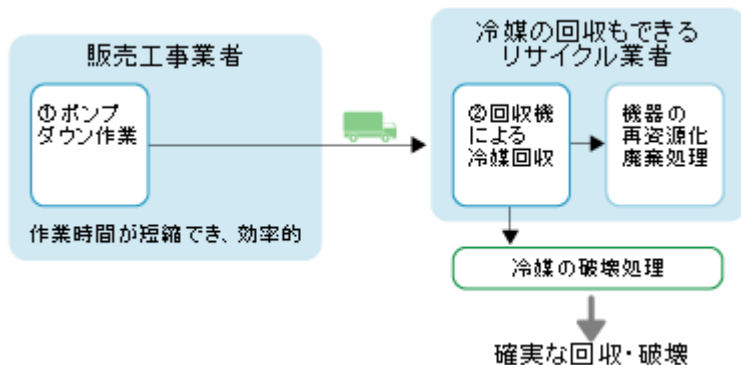 販売工事業者
①ポンプ
ダウン作業
作業時間が短縮でき、効率的
冷媒の回収もできる
リサイクル業者
②回収機
による
冷媒回収
機器の
再資源化
廃棄処理
冷媒の破壊処理
確実な回収・破壊